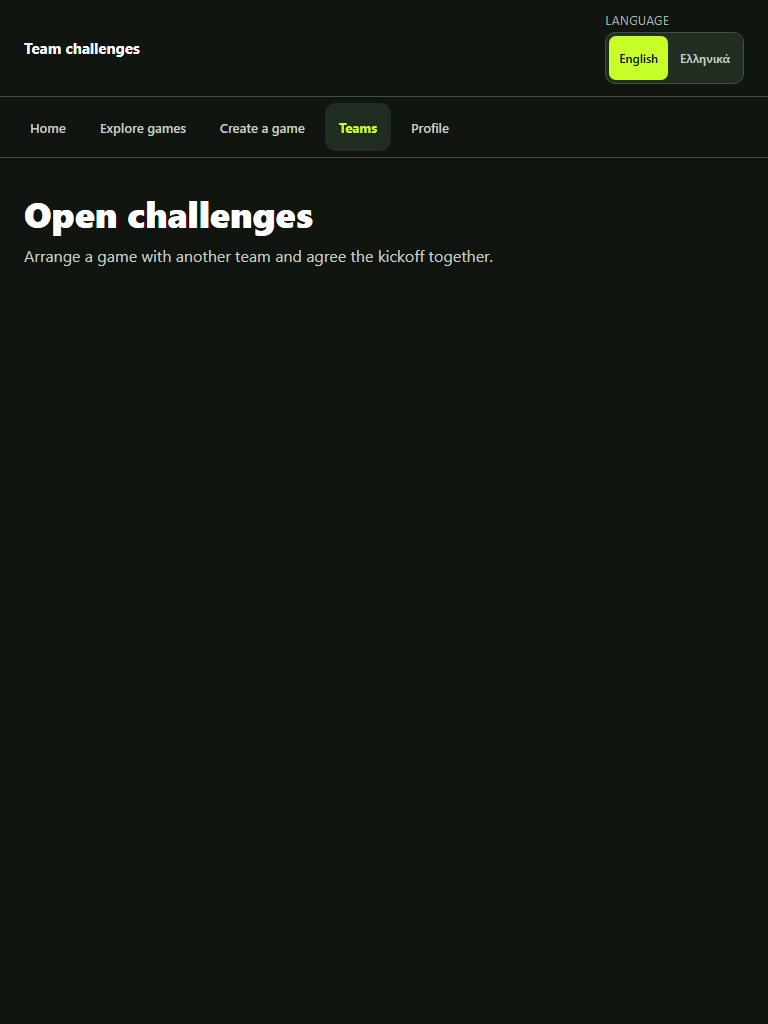 Team challenges
LANGUAGE
English
Ελληνικά
Home
Explore games
Create a game
Teams
Profile
Open challenges
Arrange a game with another team and agree the kickoff together.